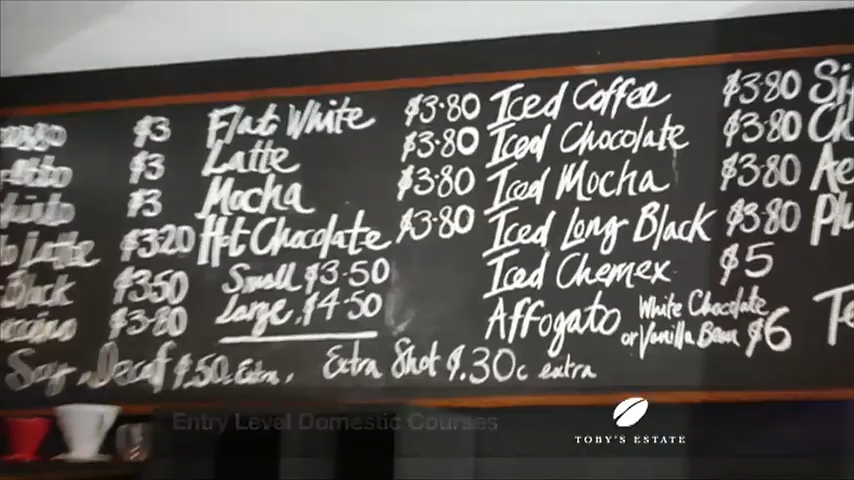 $3 Flat White $3.80 Iced Coffee $3.80
$3 Latte $3.80 Iced Chocolate $3.80
$3 Mocha $3.80 Iced Mocha $3.80
Latte $3.20 Hot Chocolate $3.80 Iced Long Black $3.80
Black $3.50 Small $3.50 Iced Chemex $5
$3.80 Large $4.50 Affogato White Chocolate or Vanilla Bean $6
Soy, Decaf $.50 Extra, Extra Shot $.30c extra
Entry Level Domestic Courses
TOBY'S ESTATE